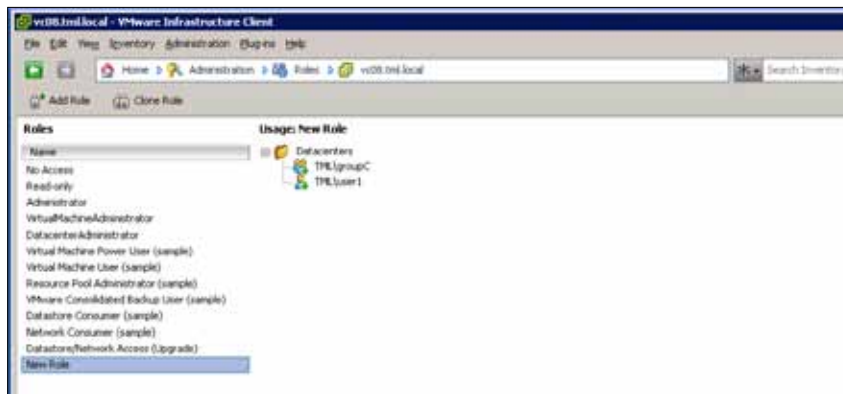 vc08.tml.local - VMware Infrastructure Client
File Edit View Inventory Administration Plug-ins Help
Home Administration Roles vc08.tml.local Search Inventor
Add Role Clone Role
Roles
Name
No Access
Read-only
Administrator
VirtualMachineAdministrator
DatacenterAdministrator
Virtual Machine Power User (sample)
Virtual Machine User (sample)
Resource Pool Administrator (sample)
VMware Consolidated Backup User (sample)
Datastore Consumer (sample)
Network Consumer (sample)
Datastore/Network Access (Upgrade)
New Role
Usage: New Role
Datacenters
TML\groupC
TML\user1